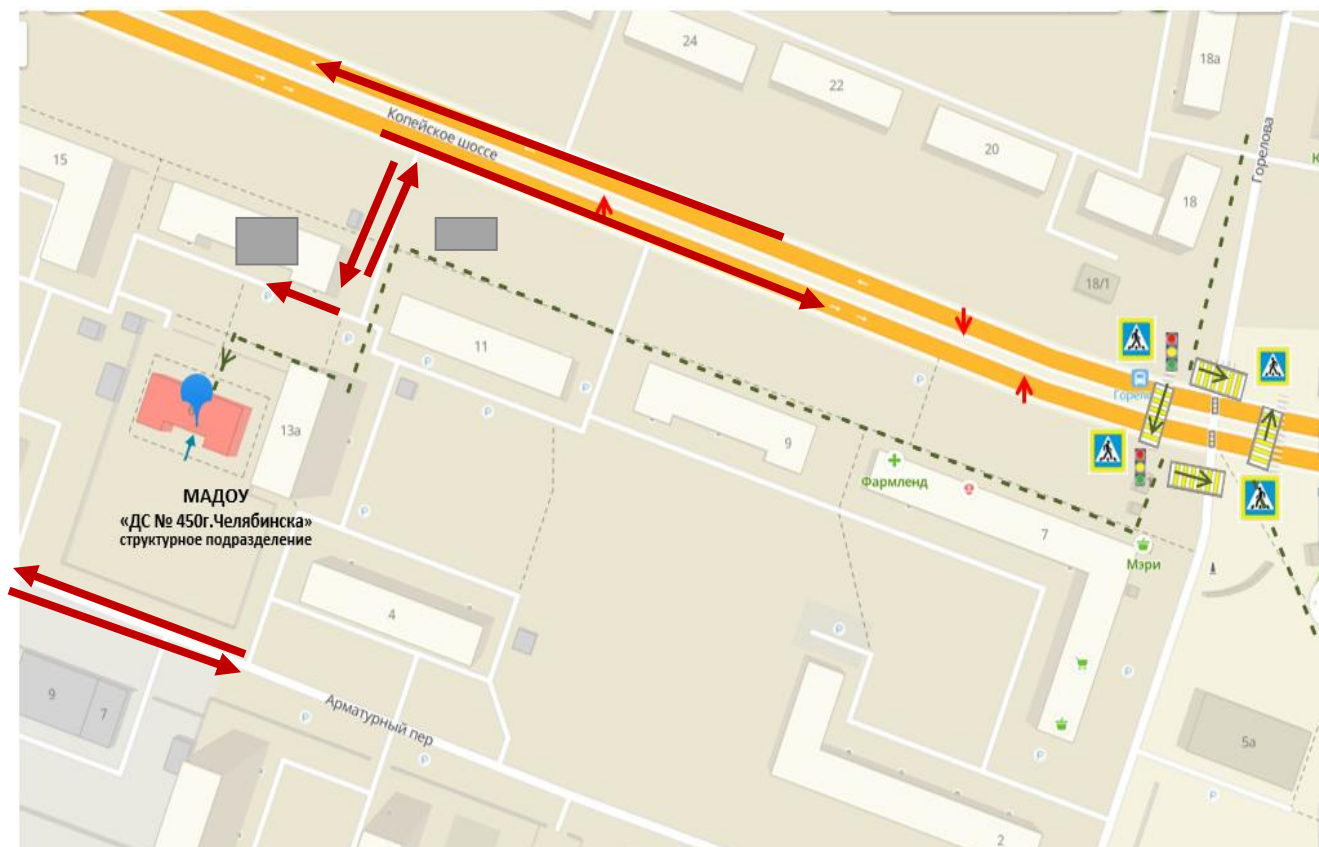 24
22
18а
20
18
18/1
Горелова
К
Копейское шоссе
15
11
9
13а
МАДОУ
«ДС № 450г.Челябинска»
структурное подразделение
Фармленд
7
Мэри
4
9
7
Арматурный пер
5а
2
P
P
P
P
P
P
P
P
P
P
P
P
P
P